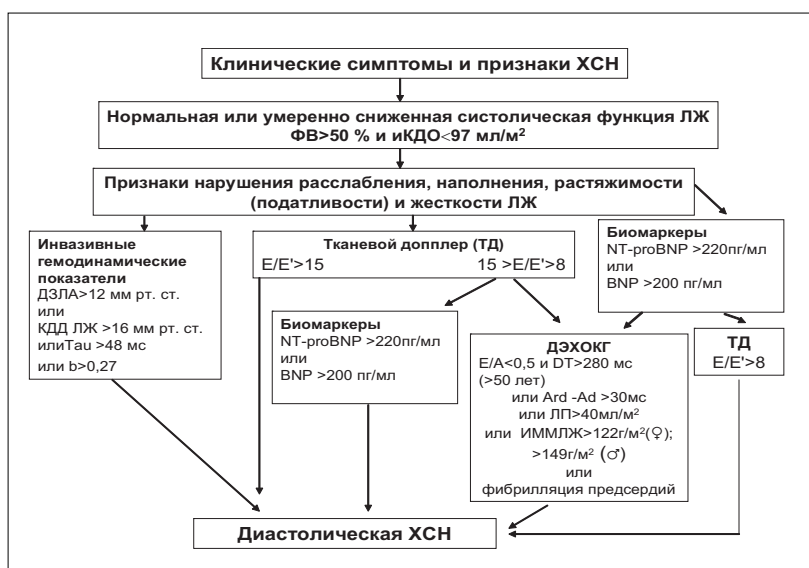 Клинические симптомы и признаки ХСН
Нормальная или умеренно сниженная систолическая функция ЛЖ
ФВ>50 % и иКДО<97 мл/м²
Признаки нарушения расслабления, наполнения, растяжимости
(податливости) и жесткости ЛЖ
Инвазивные
гемодинамические
показатели
ДЗЛА>12 мм рт. ст.
или
КДД ЛЖ >16 мм рт. ст.
илиTau >48 мс
или b>0,27
Тканевой допплер (ТД)
E/E'>15 15 >E/E'>8
Биомаркеры
NT-proBNP >220пг/мл
или
BNP >200 пг/мл
Биомаркеры
NT-proBNP >220пг/мл
или
BNP >200 пг/мл
ДЭХОКГ
E/A<0,5 и DT>280 мс
(>50 лет)
или Ard -Ad >30мс
или ЛП>40мл/м²
или ИММЛЖ>122г/м²(♀);
>149г/м² (♂)
или
фибрилляция предсердий
ТД
E/E'>8
Диастолическая ХСН